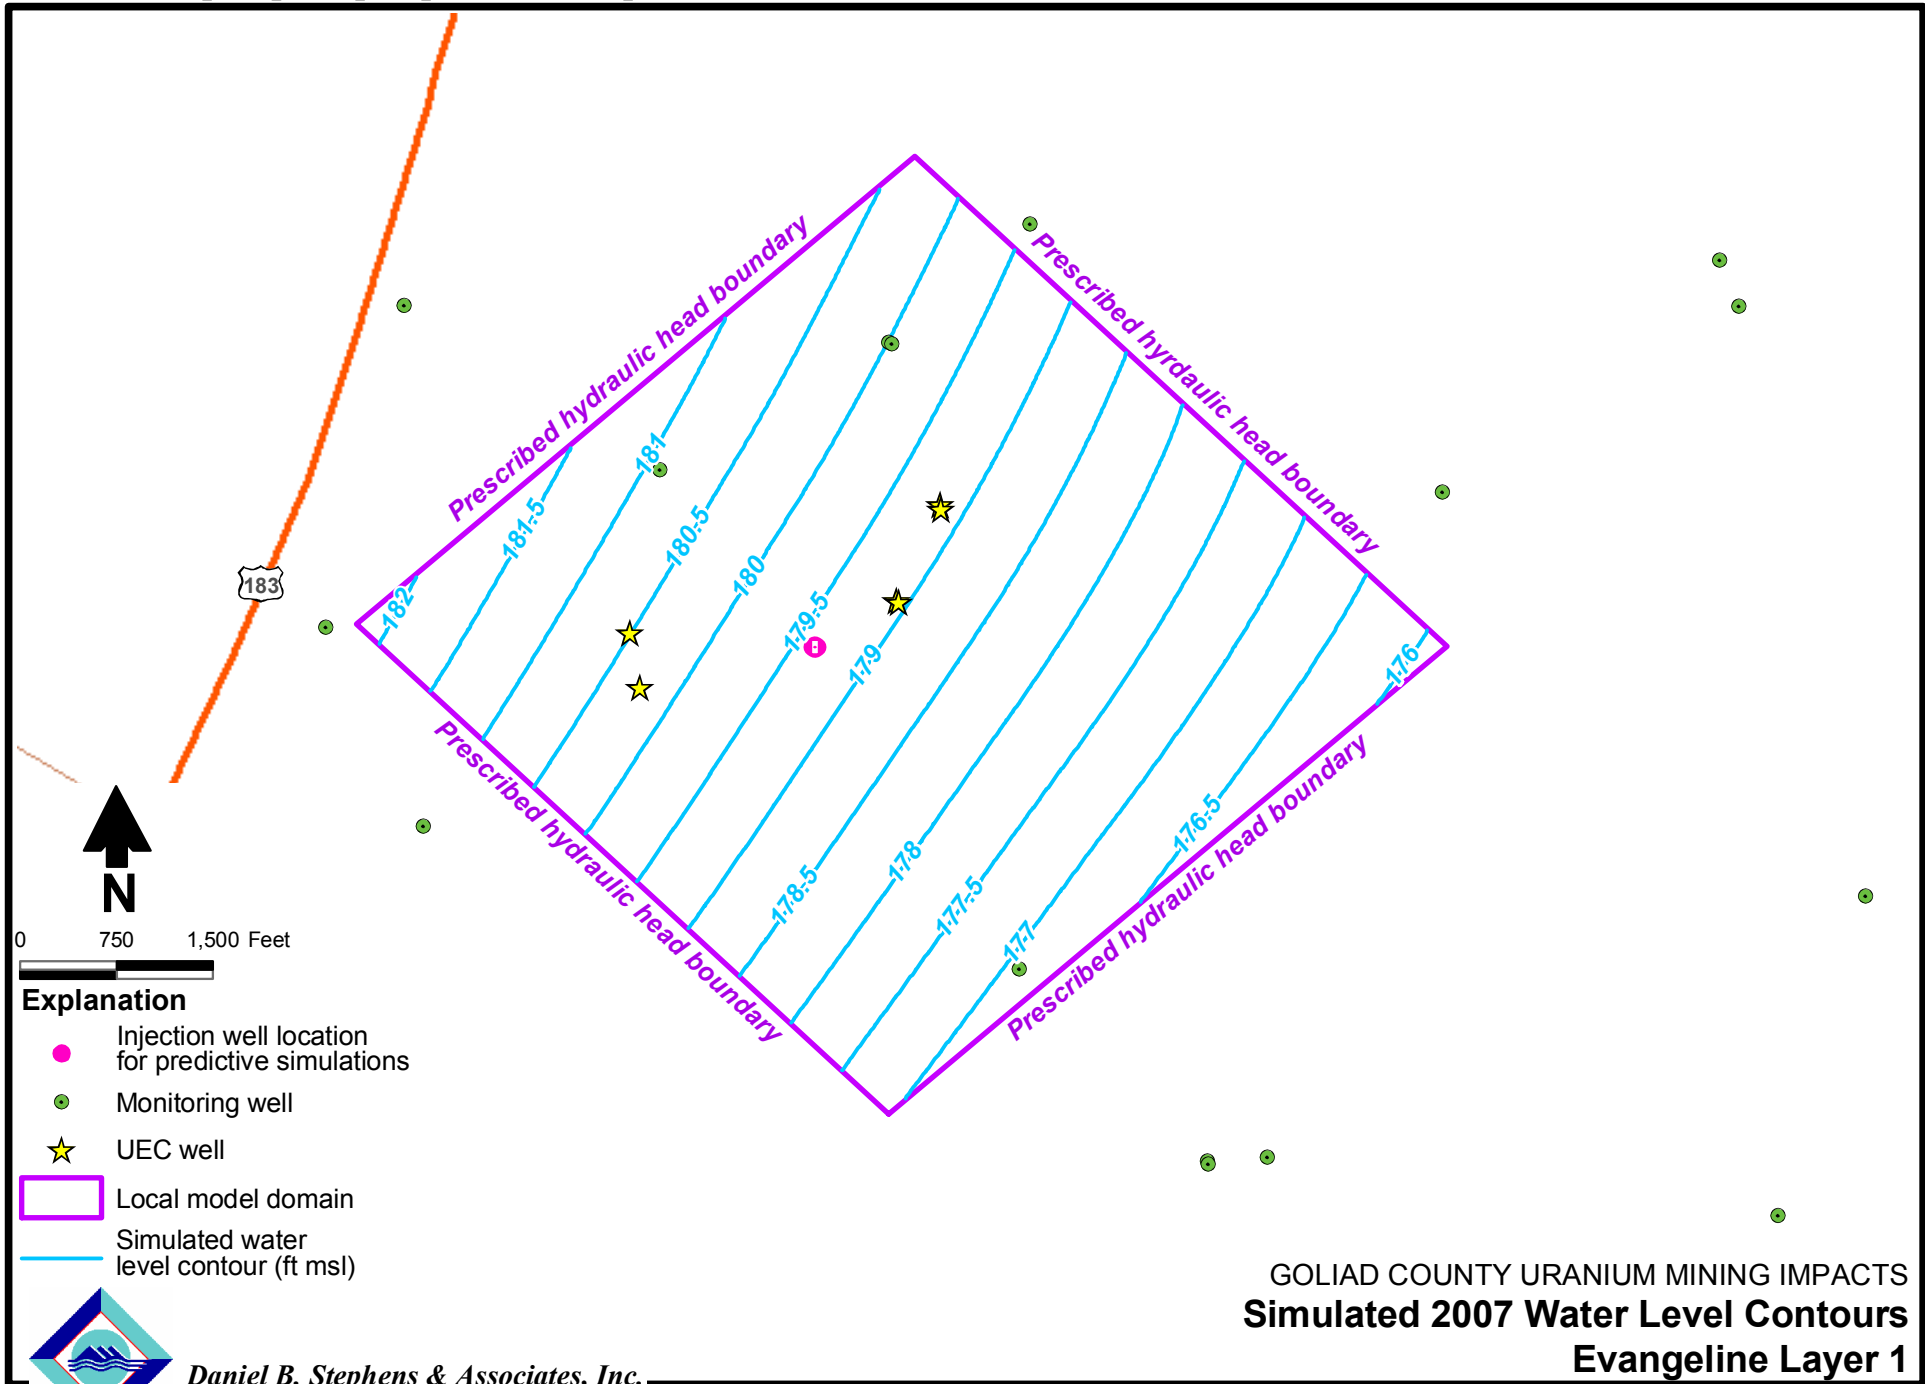 Prescribed hydraulic head boundary
Prescribed hyrdaulic head boundary
181
181.5
180.5
180
182
179.5
179
176
183
Prescribed hydraulic head boundary
Prescribed hydraulic head boundary
176.5
178
178.5
177.5
177
N
0 750 1,500 Feet
Explanation
Injection well location
for predictive simulations
Monitoring well
UEC well
Local model domain
Simulated water
level contour (ft msl)
GOLIAD COUNTY URANIUM MINING IMPACTS
Simulated 2007 Water Level Contours
Evangeline Layer 1
Daniel B. Stephens & Associates, Inc.